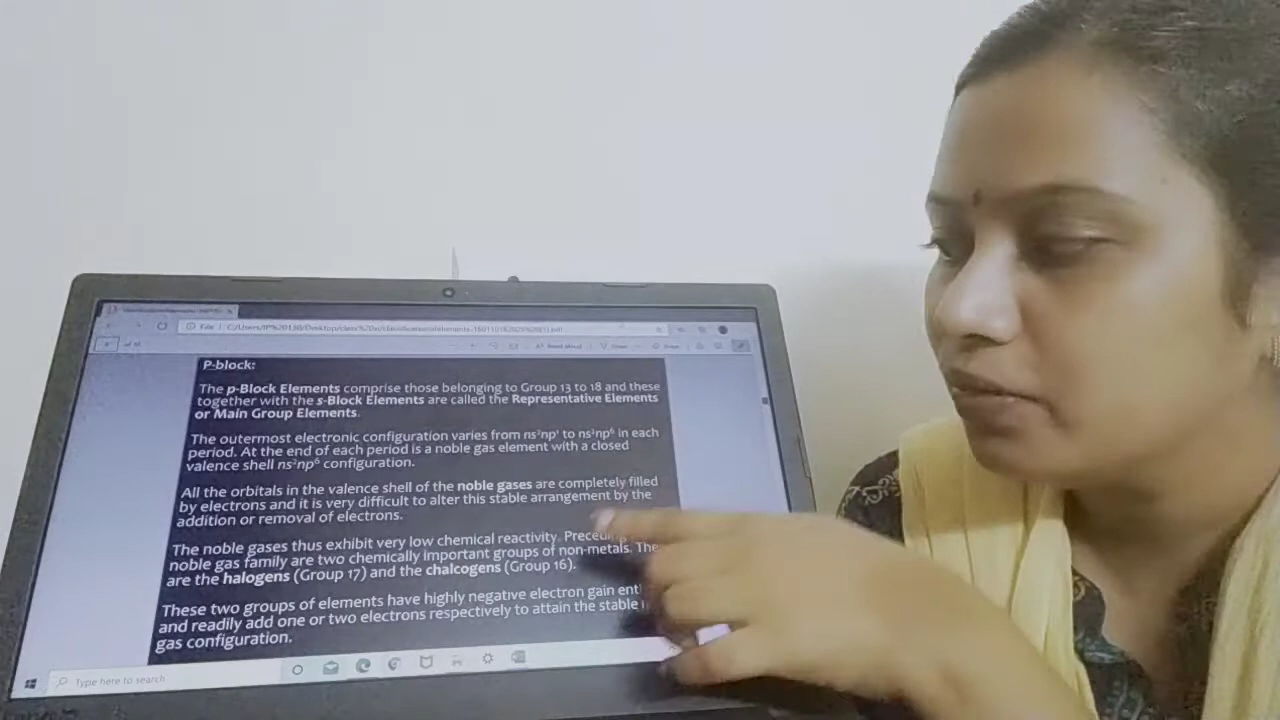 File
C:/Users/
Read aloud
P-block:
The p-Block Elements comprise those belonging to Group 13 to 18 and these
together with the s-Block Elements are called the Representative Elements
or Main Group Elements.
The outermost electronic configuration varies from ns²np¹ to ns²np⁶ in each
period. At the end of each period is a noble gas element with a closed
valence shell ns²np⁶ configuration.
All the orbitals in the valence shell of the noble gases are completely filled
by electrons and it is very difficult to alter this stable arrangement by the
addition or removal of electrons.
The noble gases thus exhibit very low chemical reactivity.
noble gas family are two chemically important groups of non-metals. The
are the halogens (Group 17) and the chalcogens (Group 16).
These two groups of elements have highly negative electron gain
and readily add one or two electrons respectively to attain the stable
gas configuration.
Type here to search